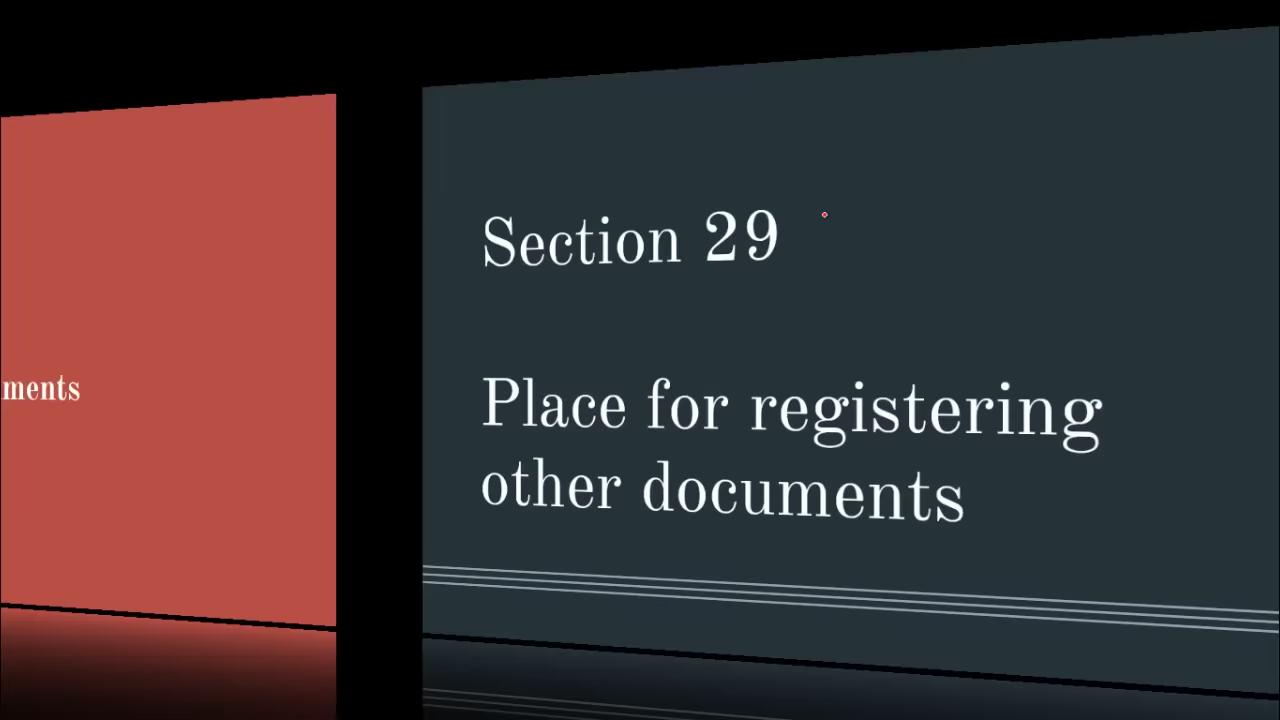 ments
Section 29
Place for registering
other documents